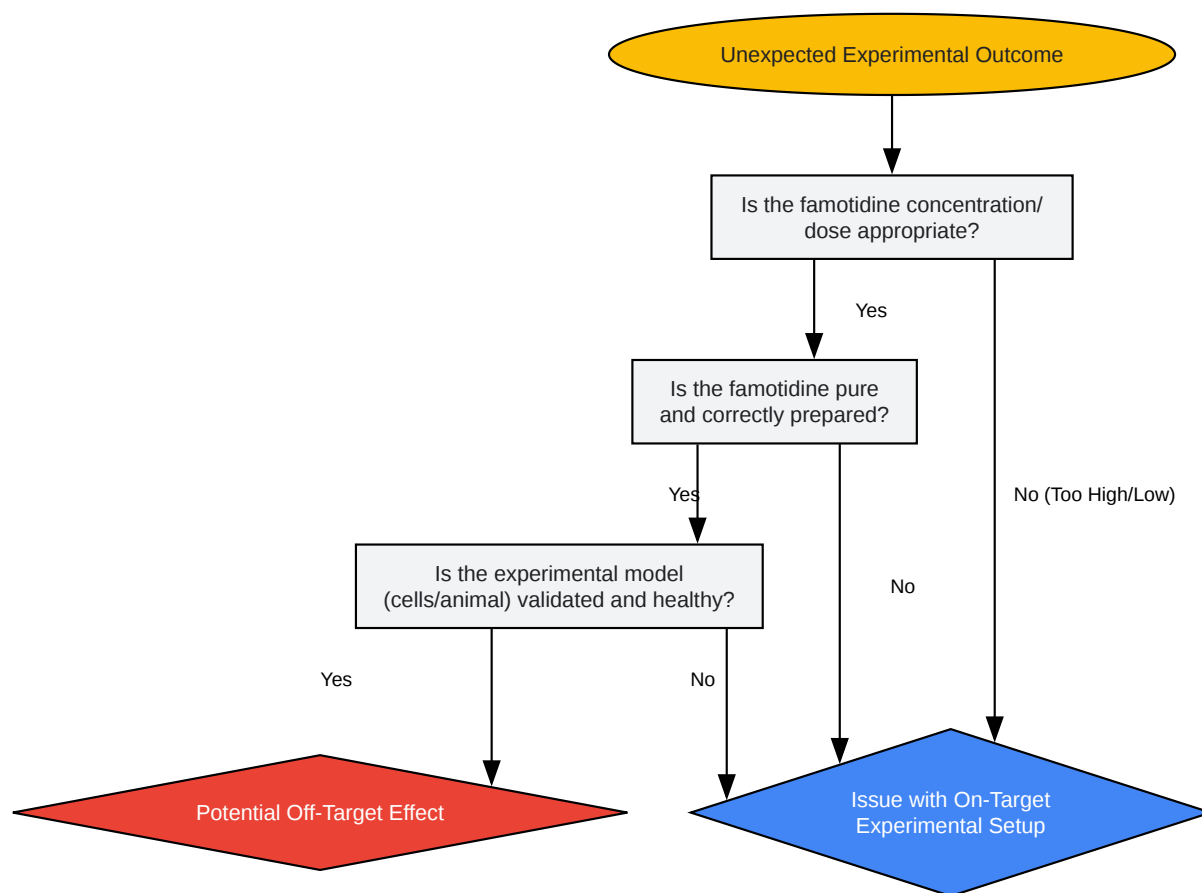 Unexpected Experimental Outcome
Is the famotidine concentration/
dose appropriate?
Yes
Is the famotidine pure
and correctly prepared?
Yes
No (Too High/Low)
Is the experimental model
(cells/animal) validated and healthy?
No
Yes
No
Potential Off-Target Effect
Issue with On-Target
Experimental Setup